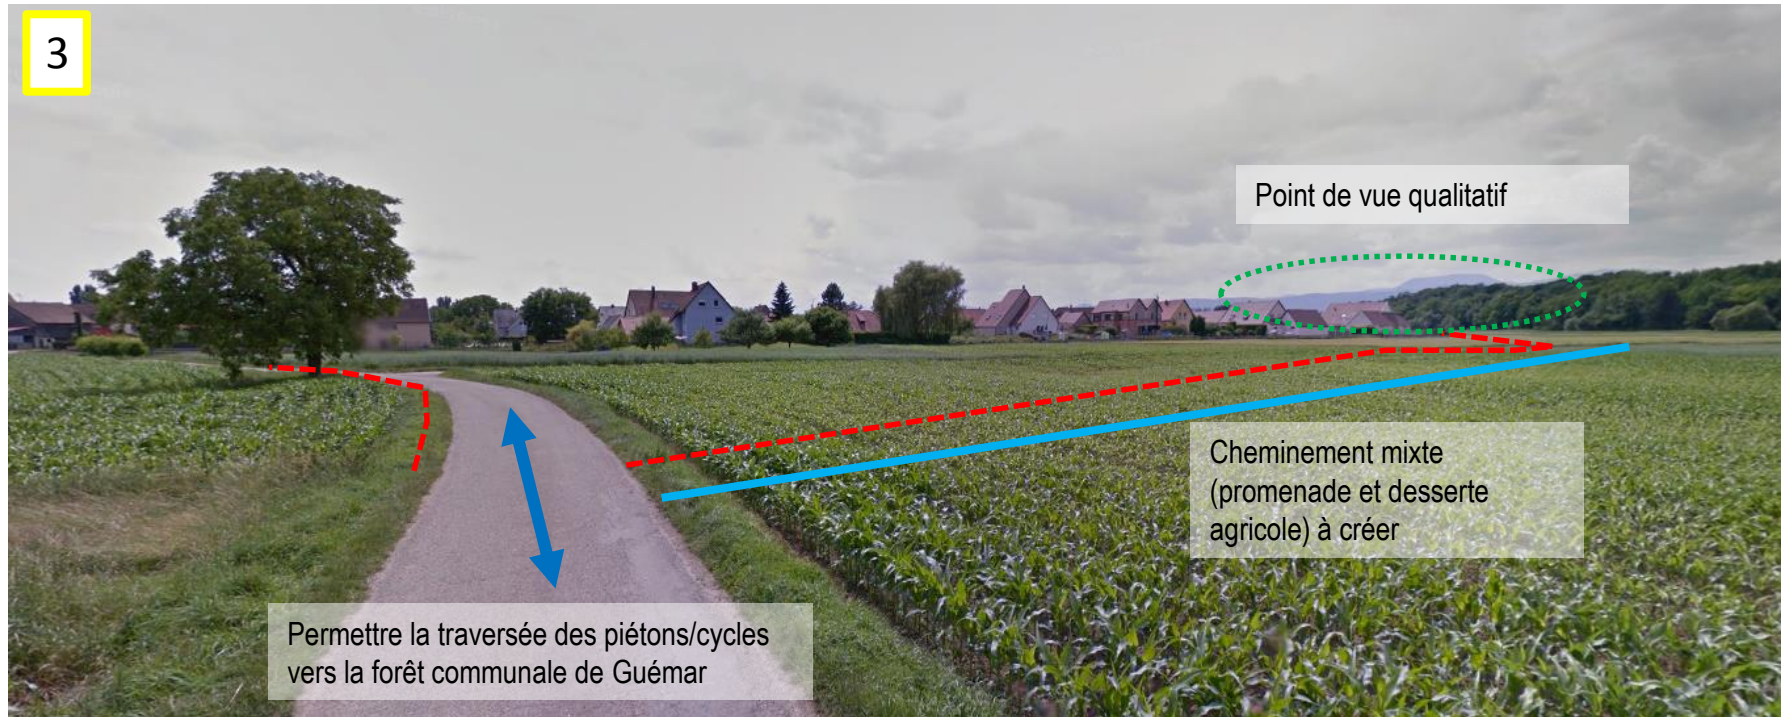 3
Point de vue qualitatif
Cheminement mixte
(promenade et desserte
agricole) à créer
Permettre la traversée des piétons/cycles
vers la forêt communale de Guémar